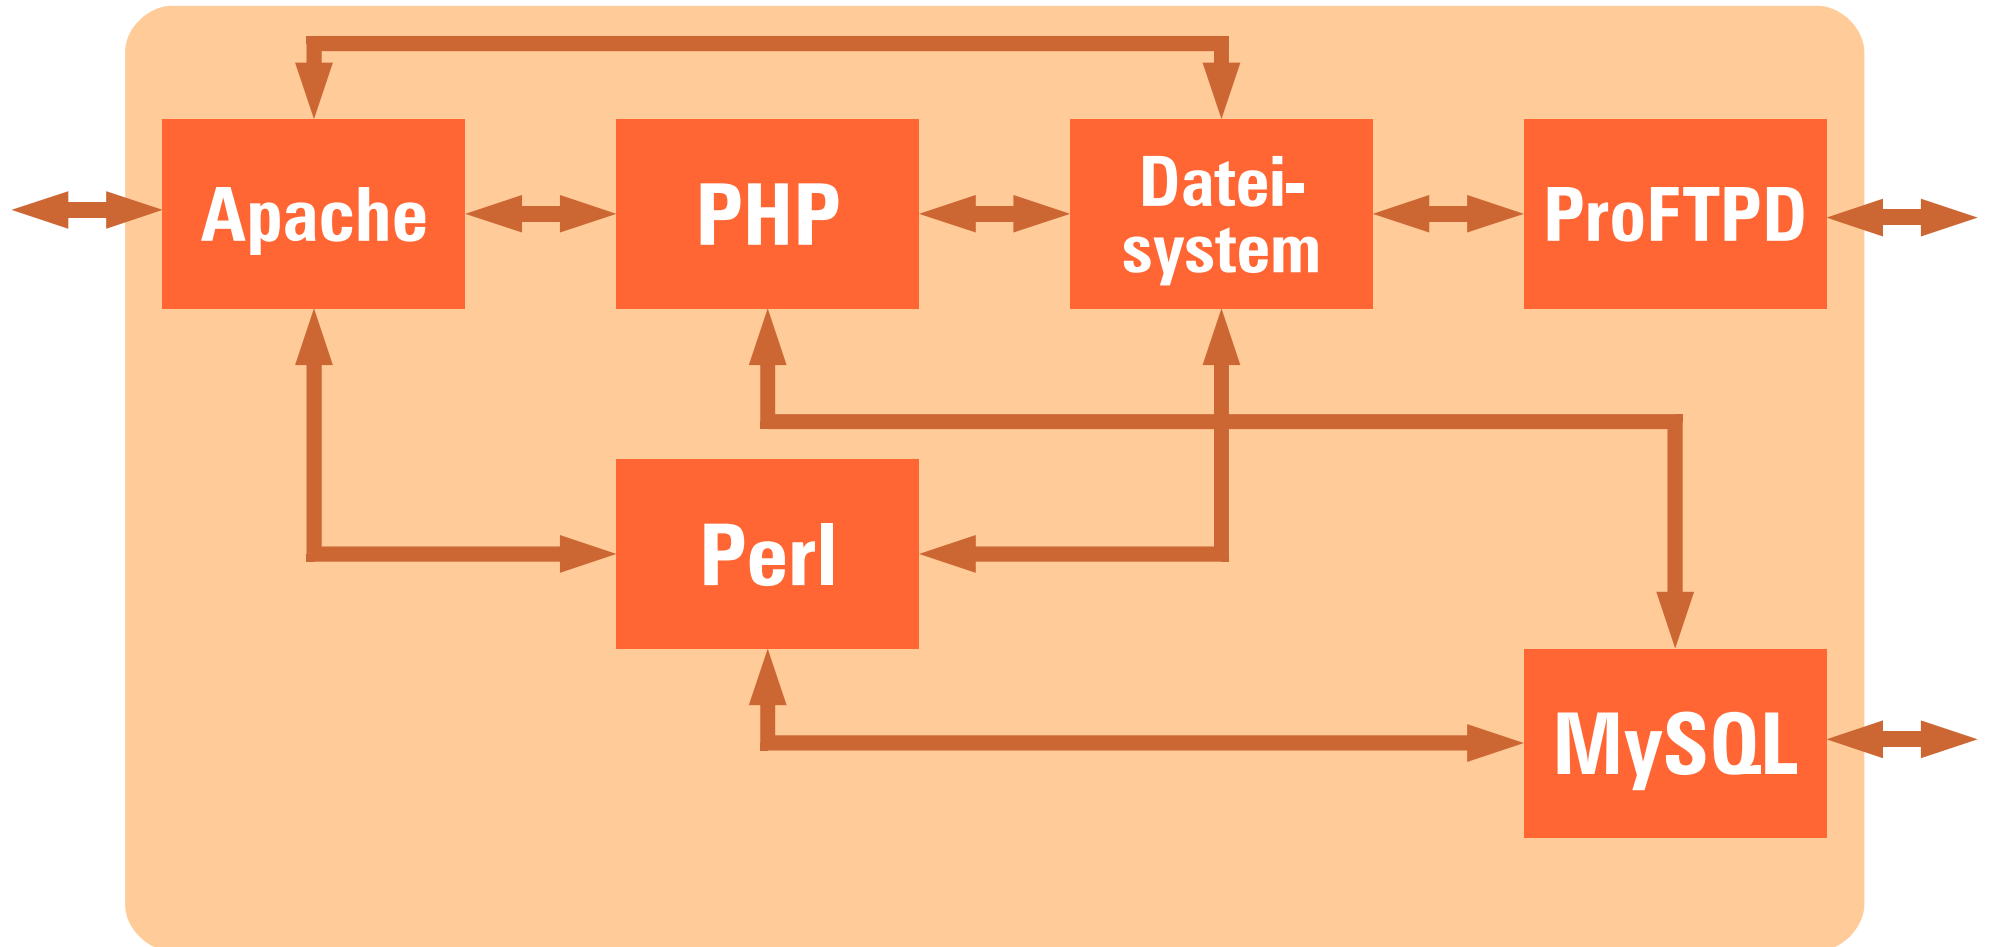 Apache
PHP
Datei-
system
ProFTPD
Perl
MySQL